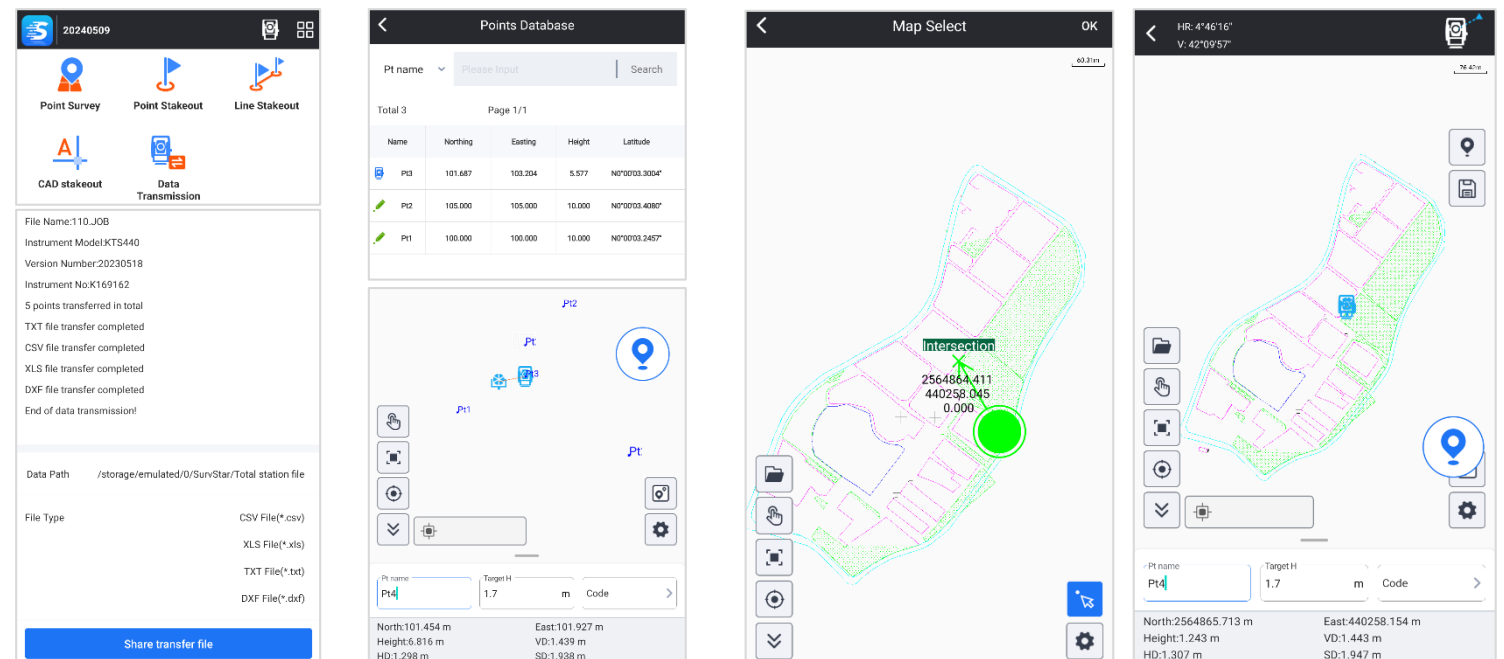 20240509
Point Survey
Point Stakeout
Line Stakeout
CAD stakeout
Data
Transmission
File Name:110.JOB
Instrument Model:KTS440
Version Number:20230518
Instrument No:K169162
5 points transferred in total
TXT file transfer completed
CSV file transfer completed
XLS file transfer completed
DXF file transfer completed
End of data transmission!
Data Path /storage/emulated/0/SurvStar/Total station file
File Type CSV File(*.csv)
XLS File(*.xls)
TXT File(*.txt)
DXF File(*.dxf)
Share transfer file
Points Database
Pt name Please Input Search
Total 3 Page 1/1
Name Northing Easting Height Latitude
Pt3 101.687 103.204 5.577 N0°00'03.3004"
Pt2 105.000 105.000 10.000 N0°00'03.4080"
Pt1 100.000 100.000 10.000 N0°00'03.2457"
Pt2
Pt
Pt3
Pt1
Pt
Pt name Target H
Pt4 1.7 m Code
North:101.454 m East:101.927 m
Height:6.816 m VD:1.439 m
HD:1.298 m SD:1.938 m
Map Select OK
60.31m
Intersection
2564864.411
440258.045
0.000
HR: 4°46'16"
V: 42°09'57"
76.42m
Pt name Target H
Pt4 1.7 m Code
North:2564865.713 m East:440258.154 m
Height:1.243 m VD:1.443 m
HD:1.307 m SD:1.947 m